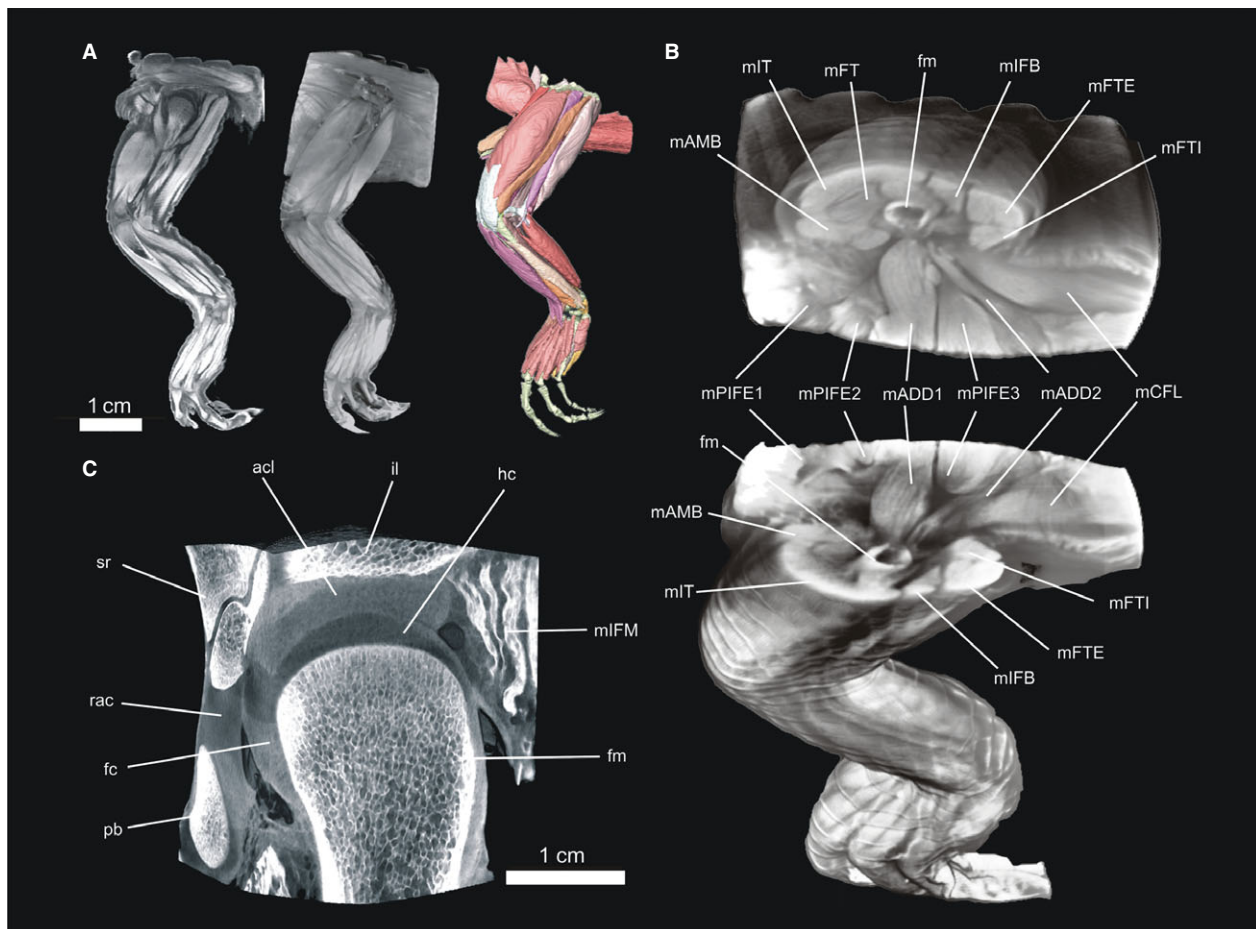 A
1 cm
B
mIT
mFT
fm
mIFB
mFTE
mFTI
mAMB
mPIFE1
mPIFE2
mADD1
mPIFE3
mADD2
mCFL
fm
mAMB
mIT
mFTI
mFTE
mIFB
C
acl
il
hc
sr
mIFM
rac
fc
fm
pb
1 cm